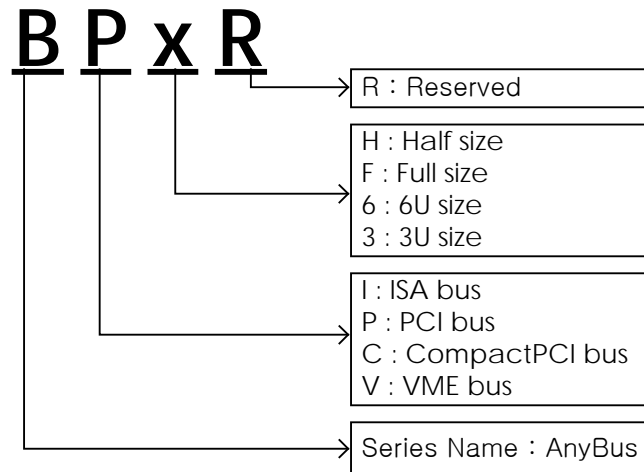 B P x R
R : Reserved
H : Half size
F : Full size
6 : 6U size
3 : 3U size
I : ISA bus
P : PCI bus
C : CompactPCI bus
V : VME bus
Series Name : AnyBus